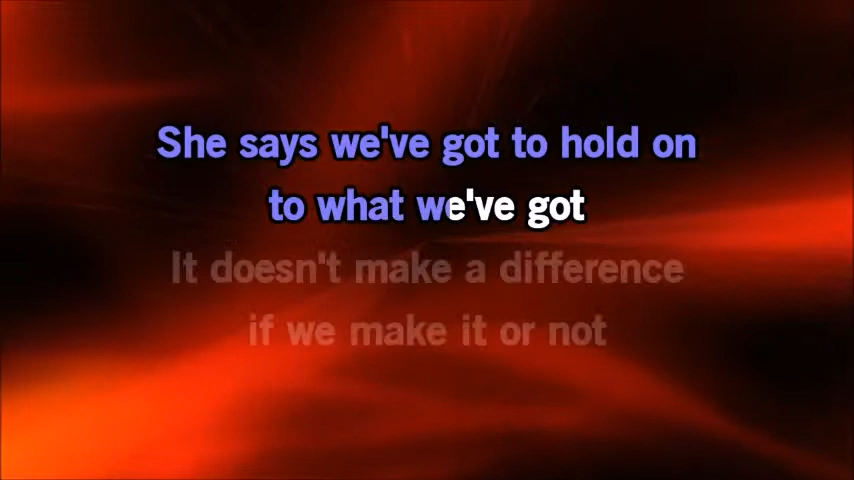 She says we've got to hold on
to what we've got
It doesn't make a difference
if we make it or not